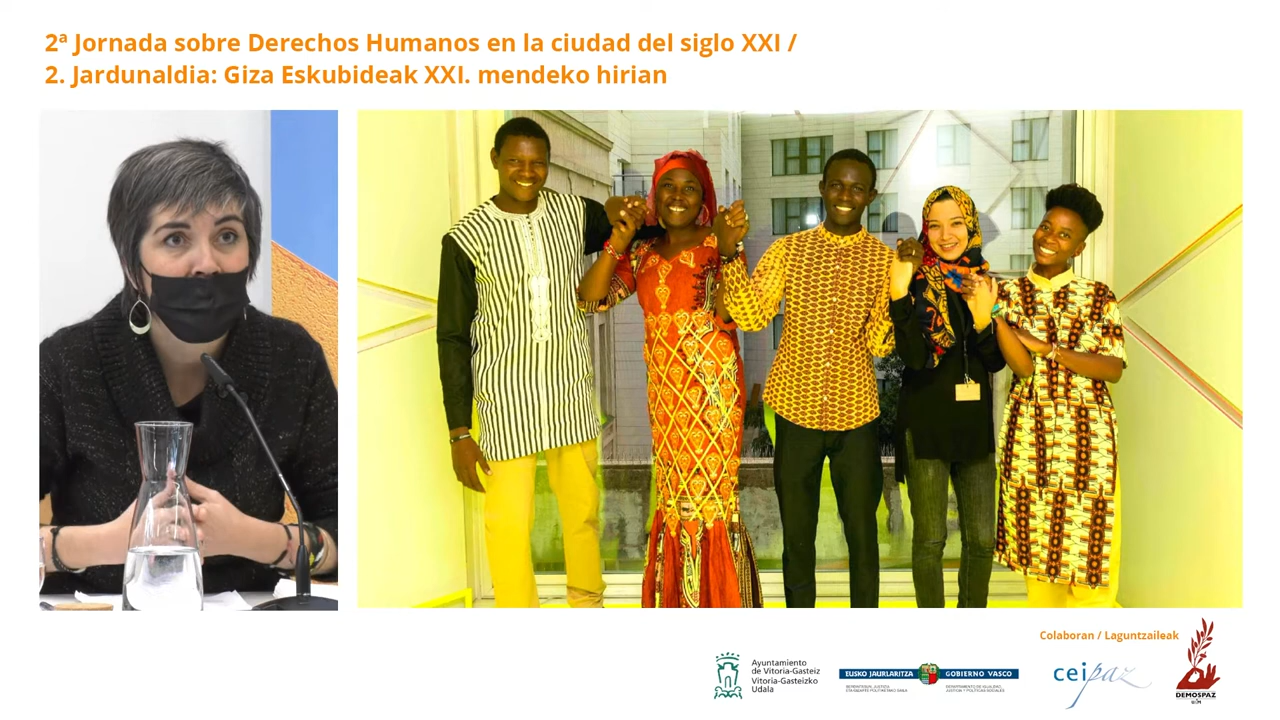 2ª Jornada sobre Derechos Humanos en la ciudad del siglo XXI /
2. Jardunaldia: Giza Eskubideak XXI. mendeko hirian
Colaboran / Laguntzaileak
Ayuntamiento
de Vitoria-Gasteiz
Vitoria-Gasteizko
Udala
EUSKO JAURLARITZA
GOBIERNO VASCO
ceipaz
DEMOSPAZ